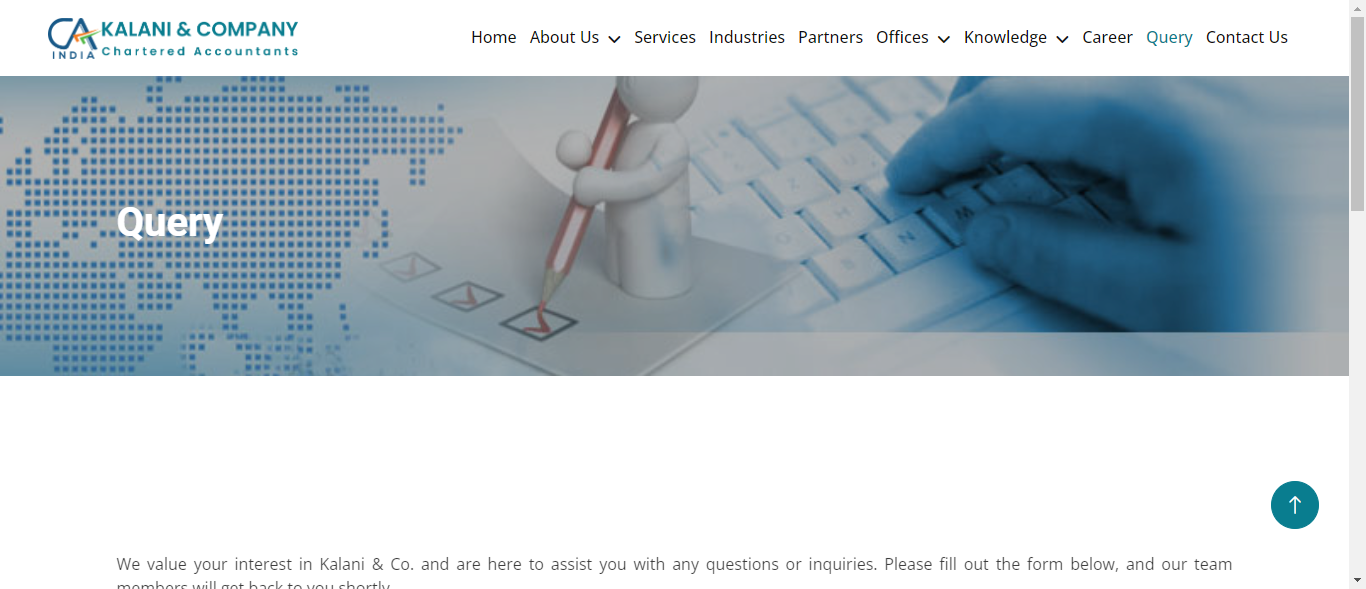 KALANI & COMPANY
Chartered Accountants
INDIA
Home About Us Services Industries Partners Offices Knowledge Career Query Contact Us
Query
We value your interest in Kalani & Co. and are here to assist you with any questions or inquiries. Please fill out the form below, and our team
members will get back to you shortly.